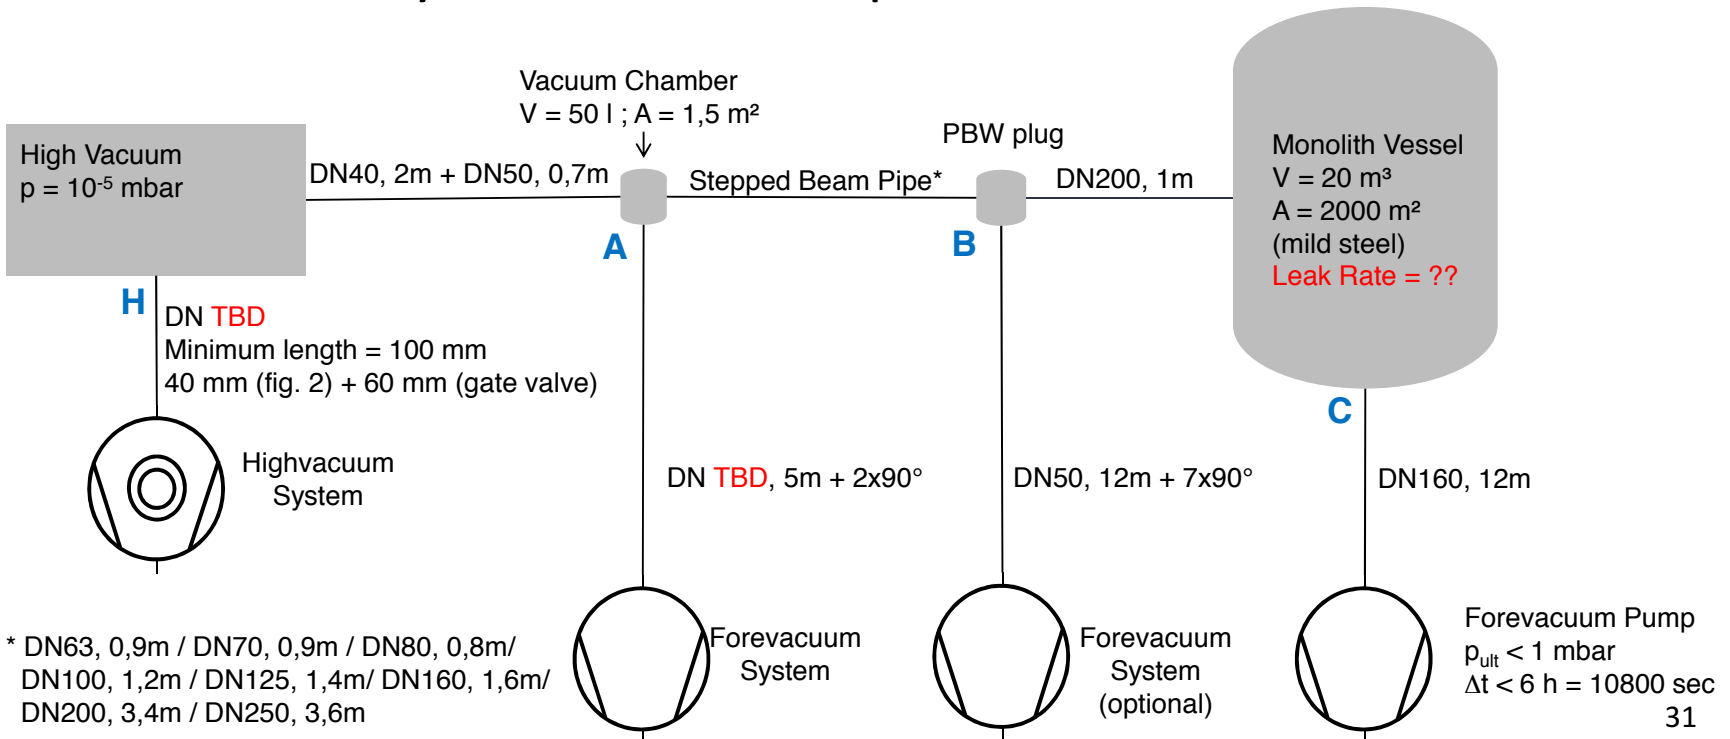 Vacuum Chamber
V = 50 l ; A = 1,5 m²
High Vacuum
p = 10⁻⁵ mbar
DN40, 2m + DN50, 0,7m
A
Stepped Beam Pipe*
PBW plug
B
DN200, 1m
Monolith Vessel
V = 20 m³
A = 2000 m²
(mild steel)
Leak Rate = ??
H
DN TBD
Minimum length = 100 mm
40 mm (fig. 2) + 60 mm (gate valve)
C
Highvacuum
System
DN TBD, 5m + 2x90°
DN50, 12m + 7x90°
DN160, 12m
Forevacuum
System
Forevacuum
System
(optional)
Forevacuum Pump
pult < 1 mbar
Δt < 6 h = 10800 sec
* DN63, 0,9m / DN70, 0,9m / DN80, 0,8m/
DN100, 1,2m / DN125, 1,4m/ DN160, 1,6m/
DN200, 3,4m / DN250, 3,6m
31